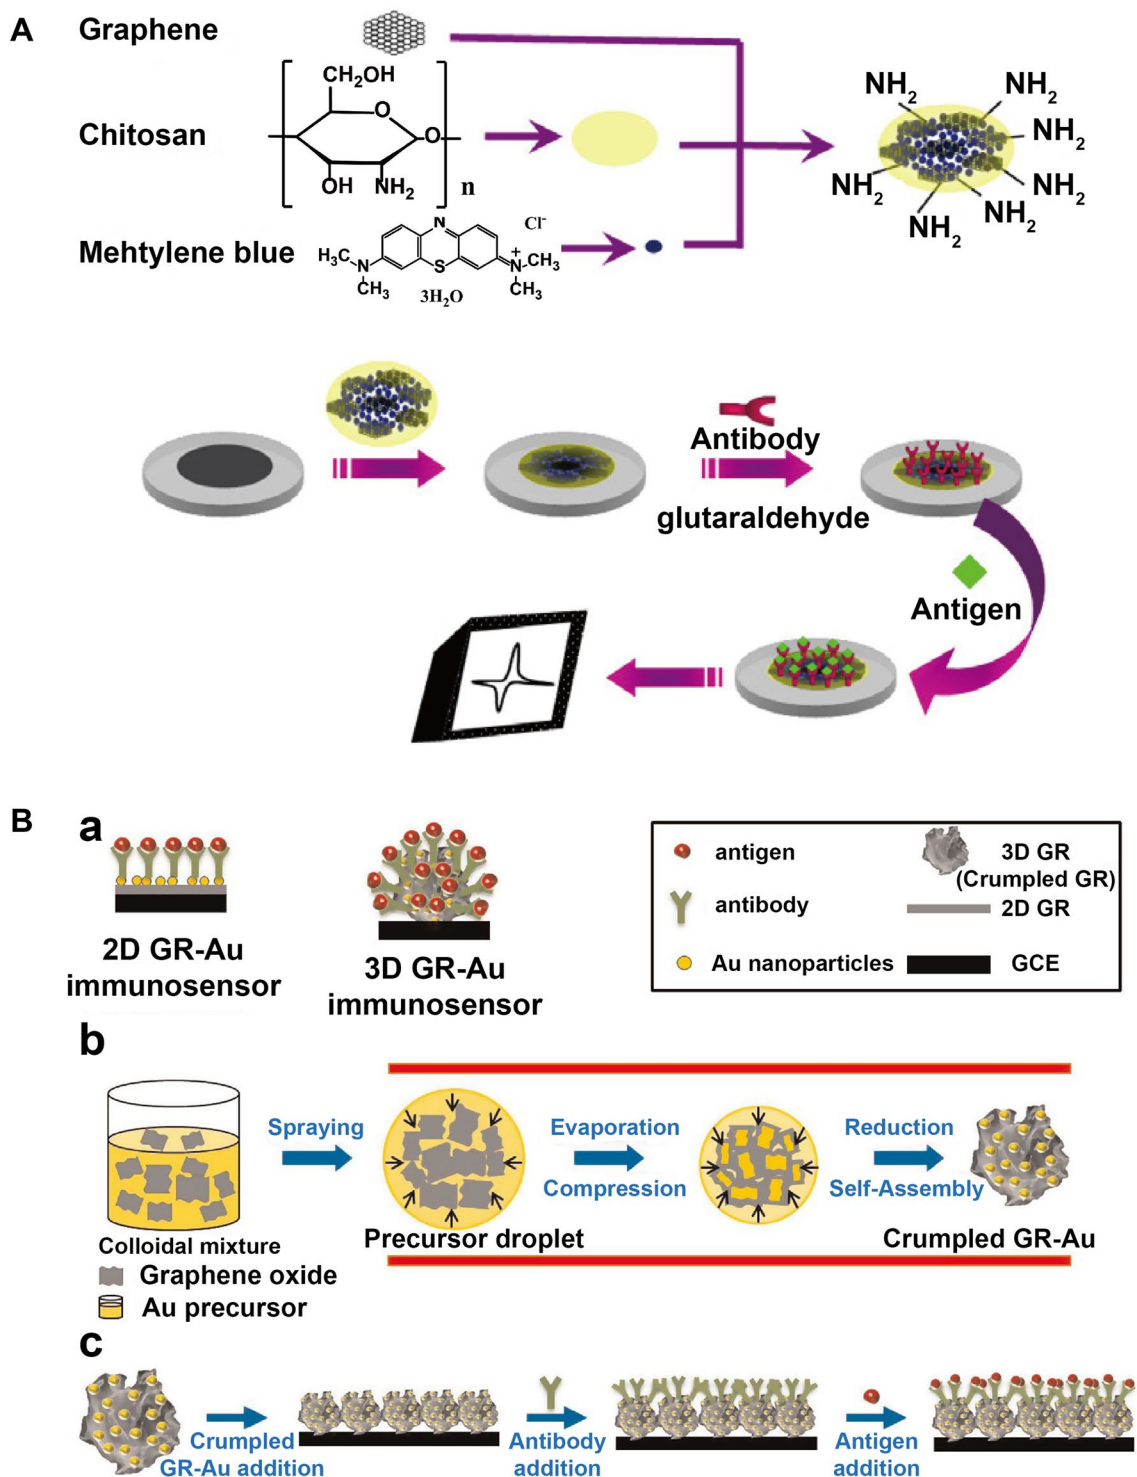 A
Graphene
CH₂OH
O
Chitosan
O
OH
NH₂
n
Mehtylene blue
N
Cl⁻
H₃C
N
CH₃
S
+
N
CH₃
CH₃
3H₂O
NH₂
NH₂
NH₂
NH₂
NH₂
NH₂
NH₂
Antibody
glutaraldehyde
Antigen
B
a
2D GR-Au
immunosensor
3D GR-Au
immunosensor
antigen
3D GR
(Crumpled GR)
antibody
2D GR
Au nanoparticles
GCE
b
Spraying
Evaporation
Compression
Reduction
Self-Assembly
Precursor droplet
Crumpled GR-Au
Colloidal mixture
Graphene oxide
Au precursor
c
Crumpled
GR-Au addition
Antibody
addition
Antigen
addition